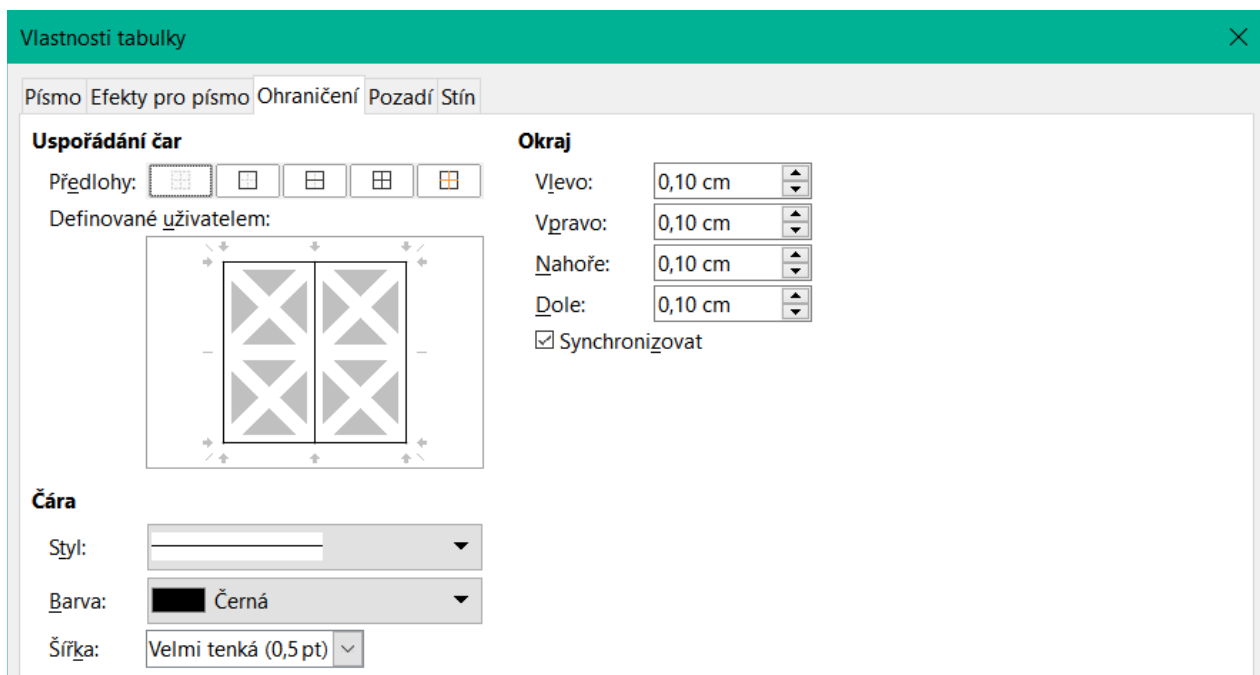 Vlastnosti tabulky
Písmo Efekty pro písmo Ohraničení Pozadí Stín
Uspořádání čar
Předlohy:
Definované uživatelem:
Okraj
Vlevo: 0,10 cm
Vpravo: 0,10 cm
Nahoře: 0,10 cm
Dole: 0,10 cm
Synchronizovat
Čára
Styl:
Barva: Černá
Šířka: Velmi tenká (0,5 pt)